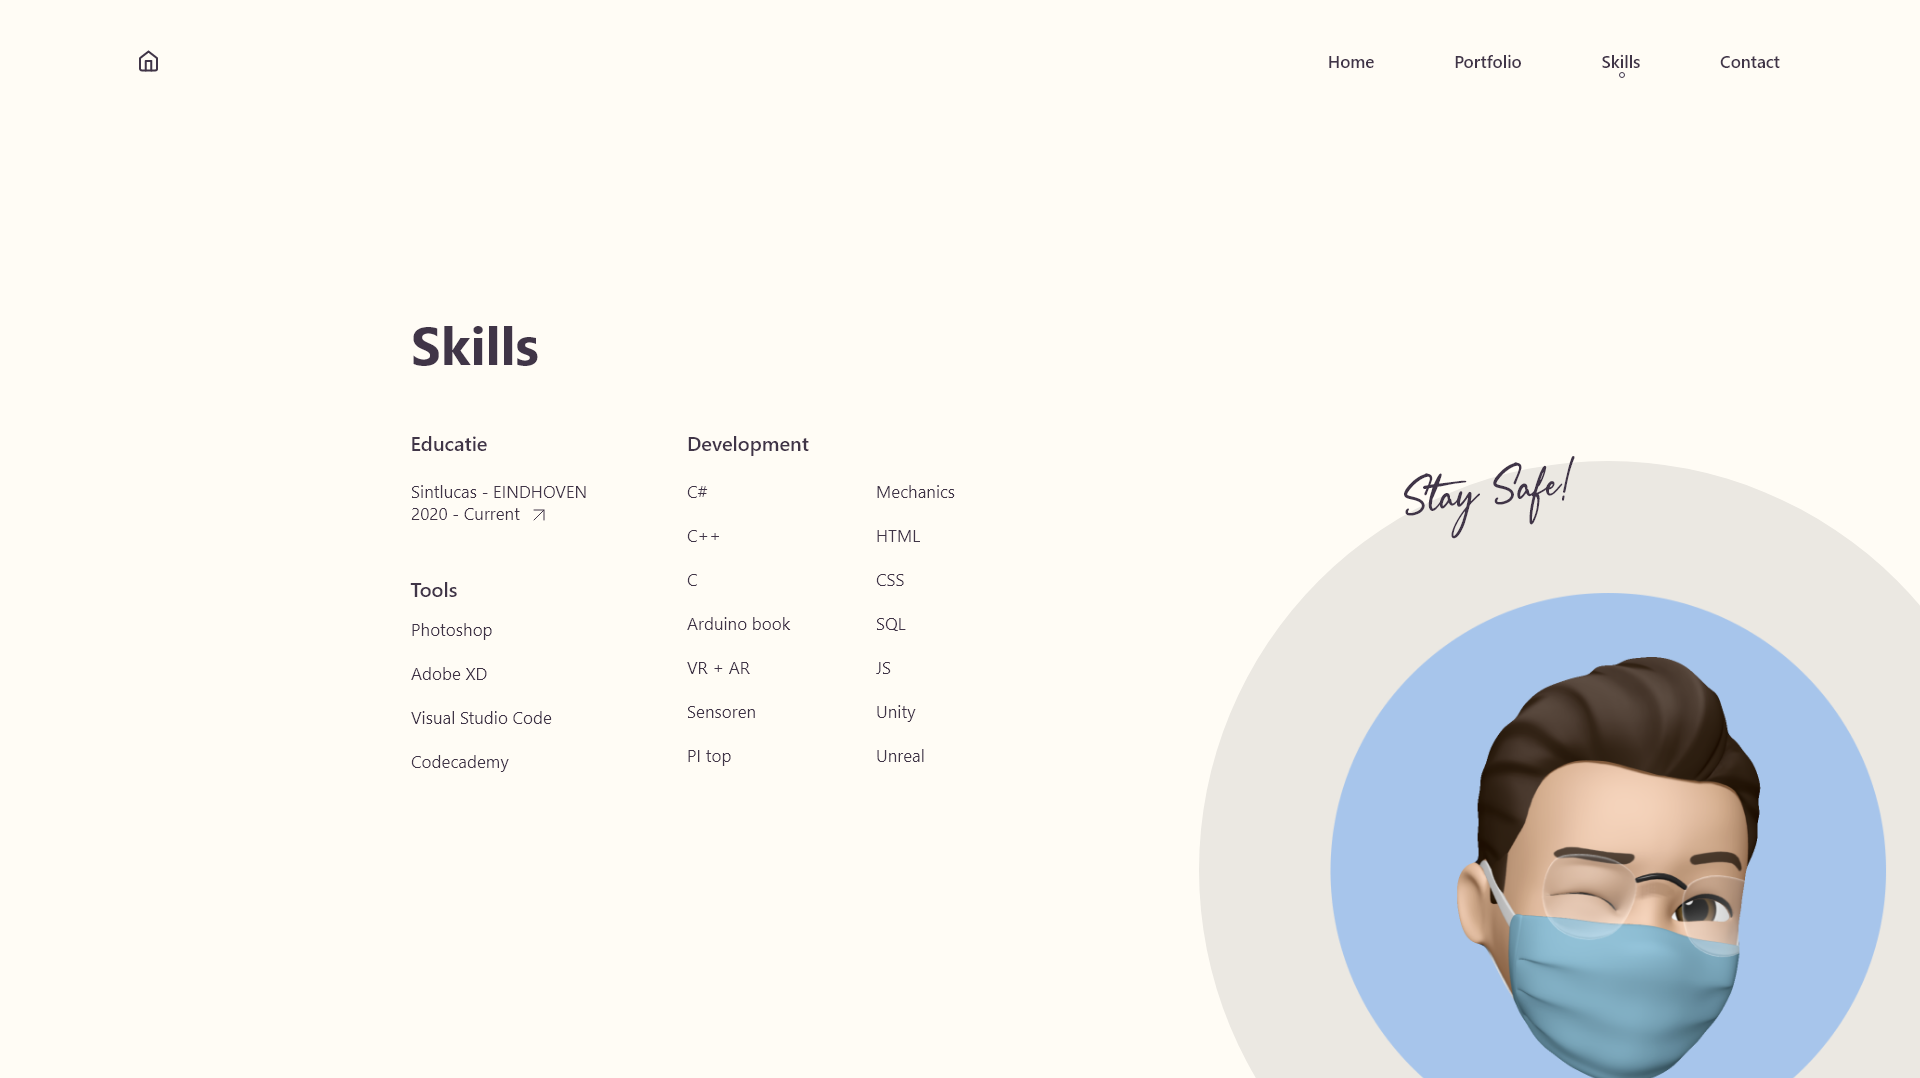 Home
Portfolio
Skills
Contact
Skills
Educatie
Sintlucas - EINDHOVEN
2020 - Current
Tools
Photoshop
Adobe XD
Visual Studio Code
Codecademy
Development
C#
C++
C
Arduino book
VR + AR
Sensoren
PI top
Mechanics
HTML
CSS
SQL
JS
Unity
Unreal
Stay Safe!